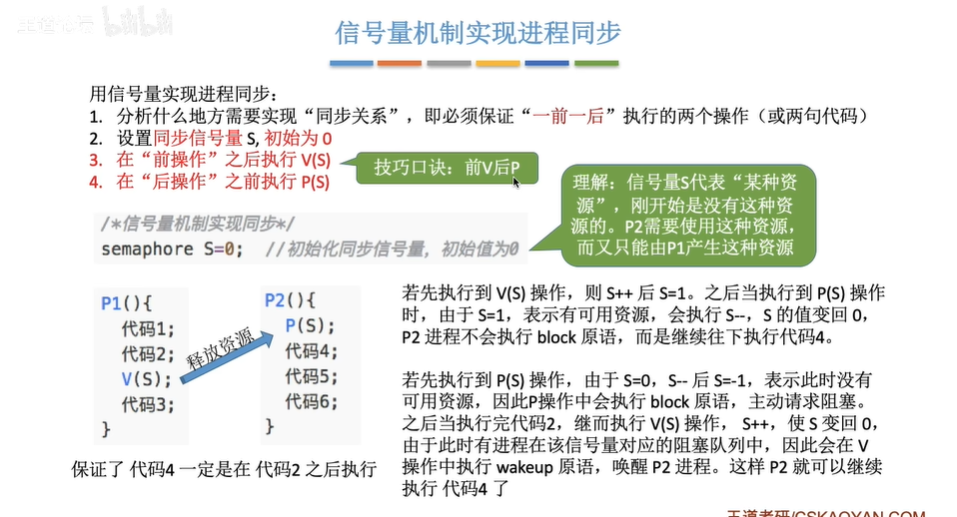 信号量机制实现进程同步
用信号量实现进程同步:
1. 分析什么地方需要实现“同步关系”，即必须保证“一前一后”执行的两个操作（或两句代码）
2. 设置同步信号量 S, 初始为 0
3. 在“前操作”之后执行 V(S)
4. 在“后操作”之前执行 P(S)
技巧口诀：前V后P
理解：信号量S代表“某种资
源”，刚开始是没有这种资
源的。P2需要使用这种资源，
而又只能由P1产生这种资源
/*信号量机制实现同步*/
semaphore S=0; //初始化同步信号量，初始值为0
P1(){
代码1;
代码2;
V(S);
代码3;
}
释放资源
P2(){
P(S);
代码4;
代码5;
代码6;
}
保证了 代码4 一定是在 代码2 之后执行
若先执行到 V(S) 操作，则 S++ 后 S=1。之后当执行到 P(S) 操作
时，由于 S=1，表示有可用资源，会执行 S--，S 的值变回 0，
P2 进程不会执行 block 原语，而是继续往下执行代码4。
若先执行到 P(S) 操作，由于 S=0，S-- 后 S=-1，表示此时没有
可用资源，因此P操作中会执行 block 原语，主动请求阻塞。
之后当执行完代码2，继而执行 V(S) 操作， S++，使 S 变回 0，
由于此时有进程在该信号量对应的阻塞队列中，因此会在 V
操作中执行 wakeup 原语，唤醒 P2 进程。这样 P2 就可以继续
执行 代码4 了
王道考研/CSKAOYAN.COM